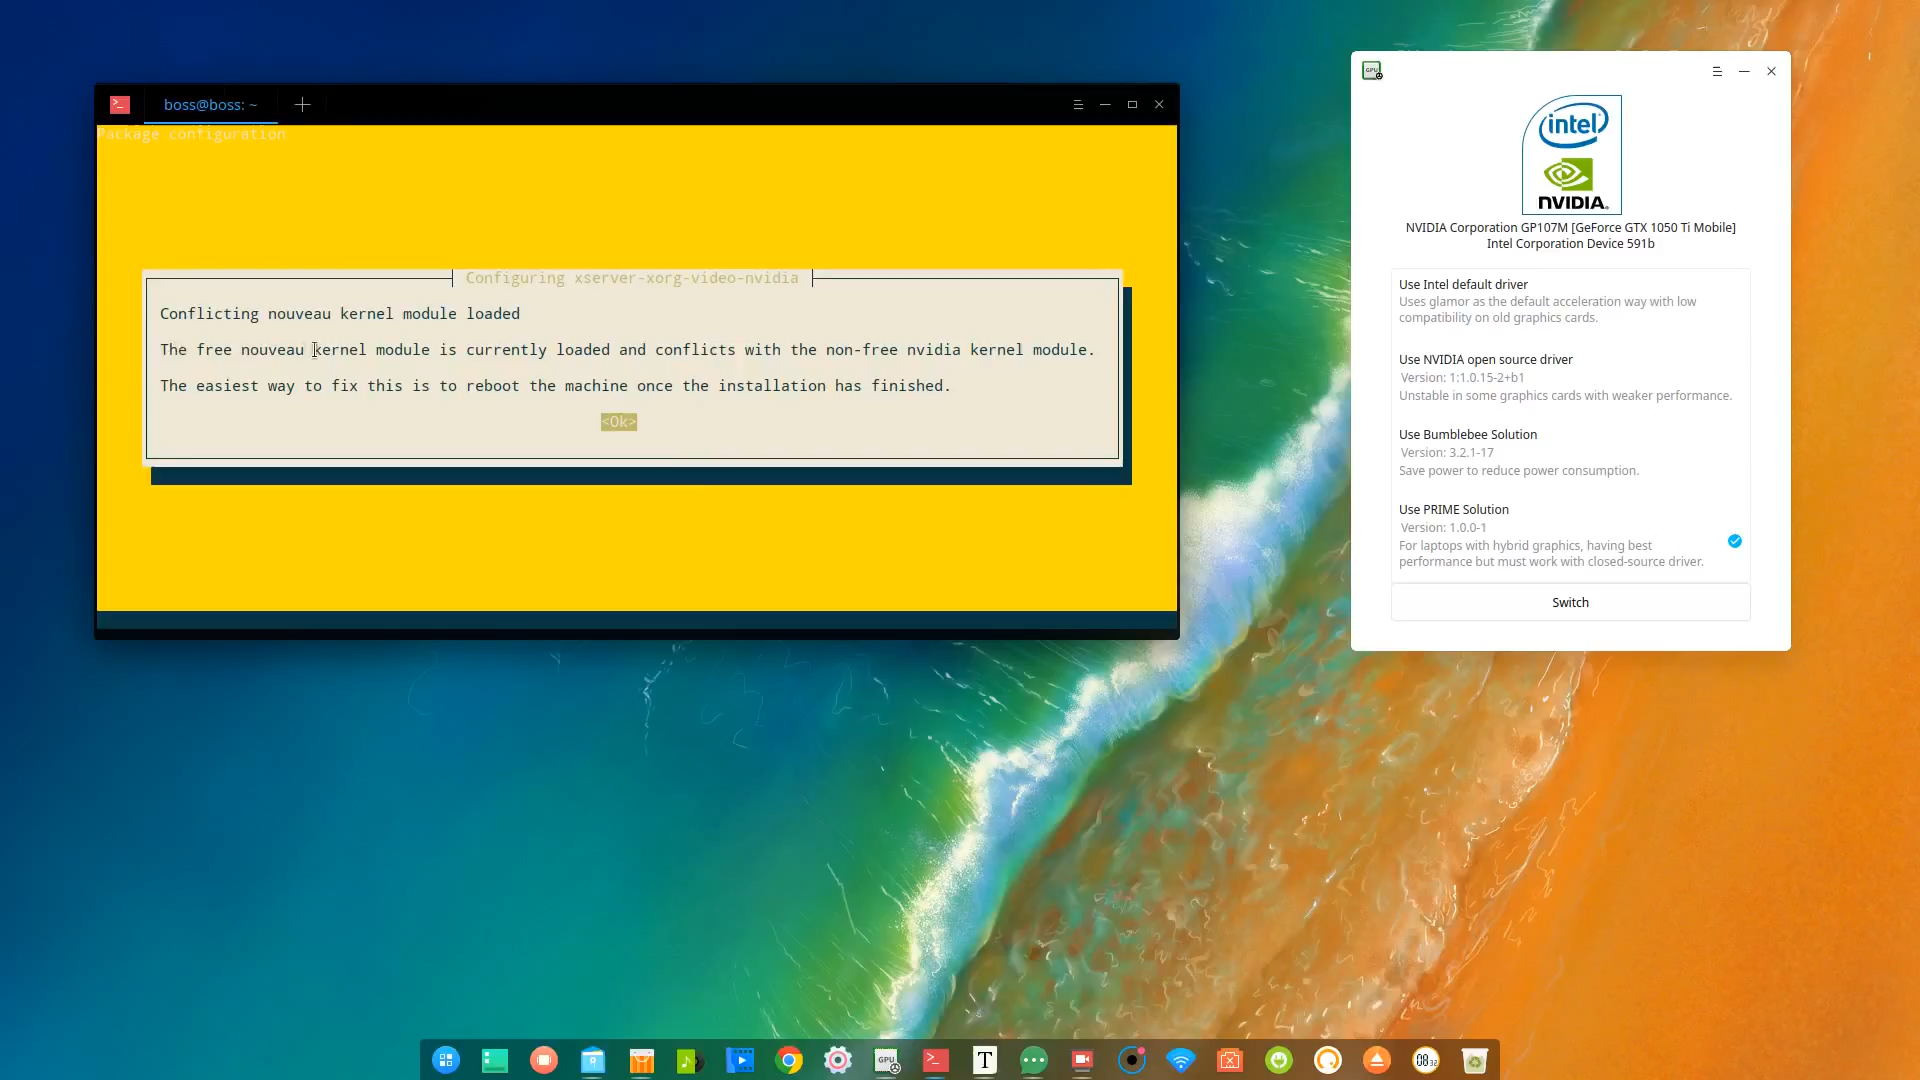 boss@boss: ~
Package configuration
Configuring xserver-xorg-video-nvidia
Conflicting nouveau kernel module loaded
The free nouveau kernel module is currently loaded and conflicts with the non-free nvidia kernel module.
The easiest way to fix this is to reboot the machine once the installation has finished.
<Ok>
GPU
intel
NVIDIA.
NVIDIA Corporation GP107M [GeForce GTX 1050 Ti Mobile]
Intel Corporation Device 591b
Use Intel default driver
Uses glamor as the default acceleration way with low
compatibility on old graphics cards.
Use NVIDIA open source driver
Version: 1:1.0.15-2+b1
Unstable in some graphics cards with weaker performance.
Use Bumblebee Solution
Version: 3.2.1-17
Save power to reduce power consumption.
Use PRIME Solution
Version: 1.0.0-1
For laptops with hybrid graphics, having best
performance but must work with closed-source driver.
Switch
GPU
T
08 32